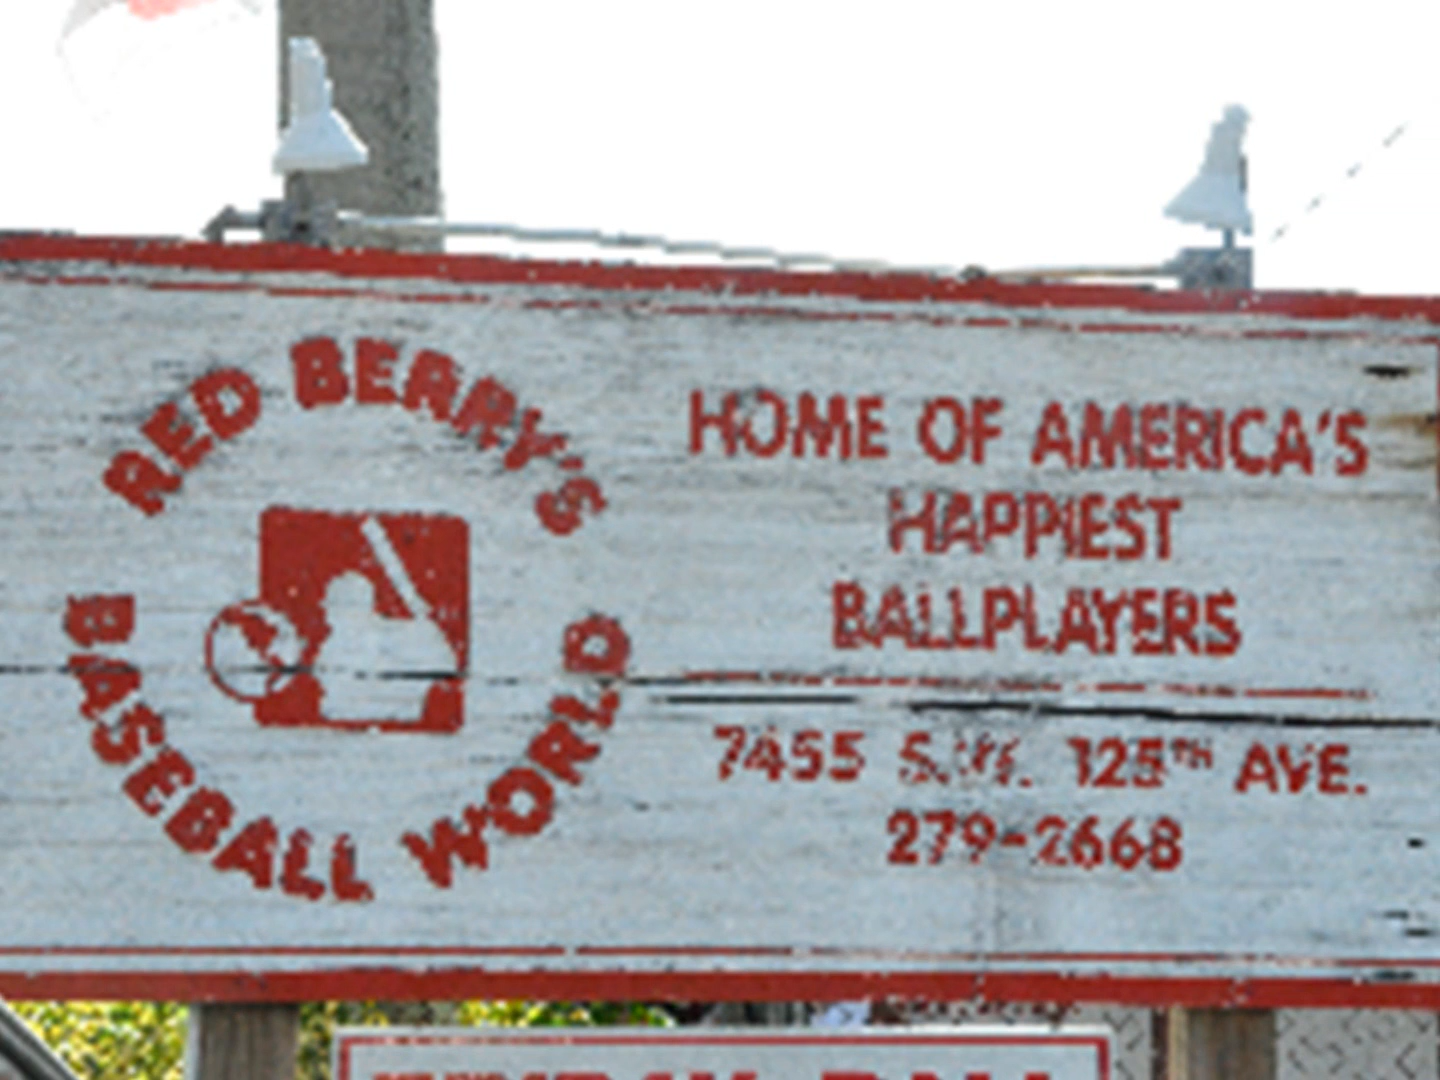 RED BERRY'S
BASEBALL WORLD
HOME OF AMERICA'S
HAPPIEST
BALLPLAYERS
7455 S.W. 125TH AVE.
279-2668